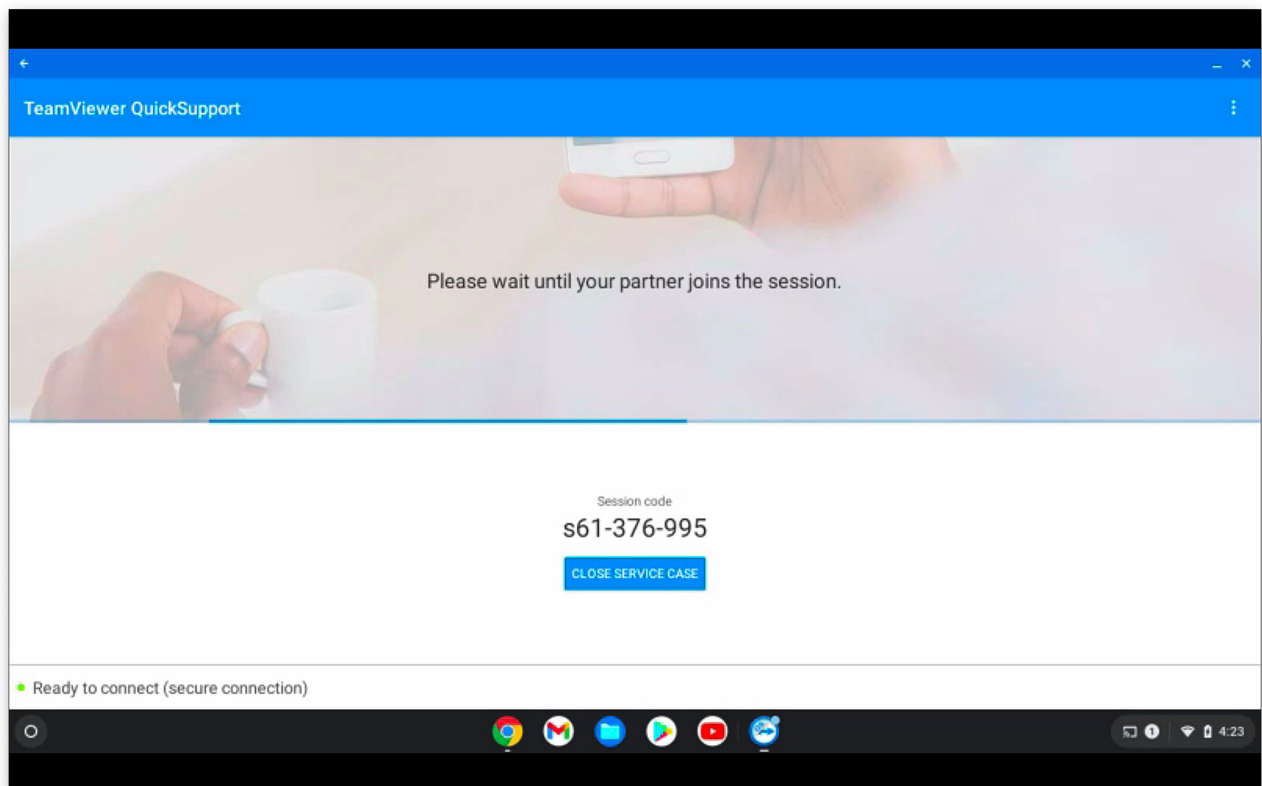 TeamViewer QuickSupport
Please wait until your partner joins the session.
Session code
s61-376-995
CLOSE SERVICE CASE
Ready to connect (secure connection)
1 4:23